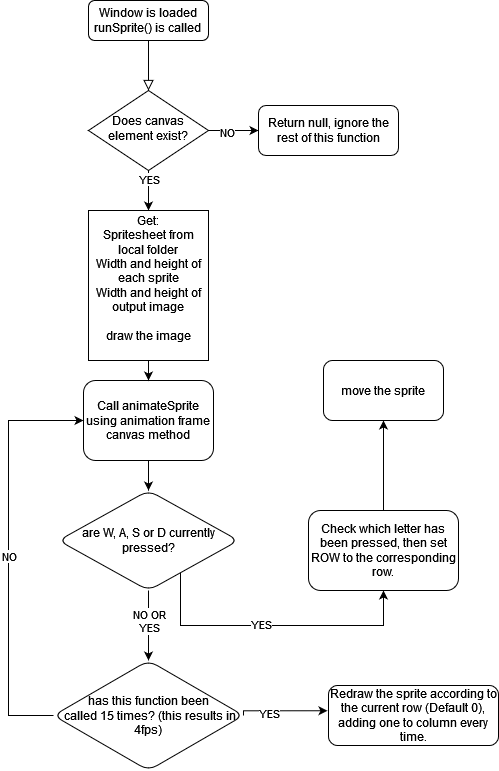 Window is loaded
runSprite() is called
Does canvas
element exist?
NO
Return null, ignore the
rest of this function
YES
Get:
Spritesheet from
local folder
Width and height of
each sprite
Width and height of
output image
draw the image
Call animateSprite
using animation frame
canvas method
move the sprite
are W, A, S or D currently
pressed?
Check which letter has
been pressed, then set
ROW to the corresponding
row.
NO
NO OR
YES
YES
has this function been
called 15 times? (this results in
4fps)
YES
Redraw the sprite according to
the current row (Default 0),
adding one to column every
time.